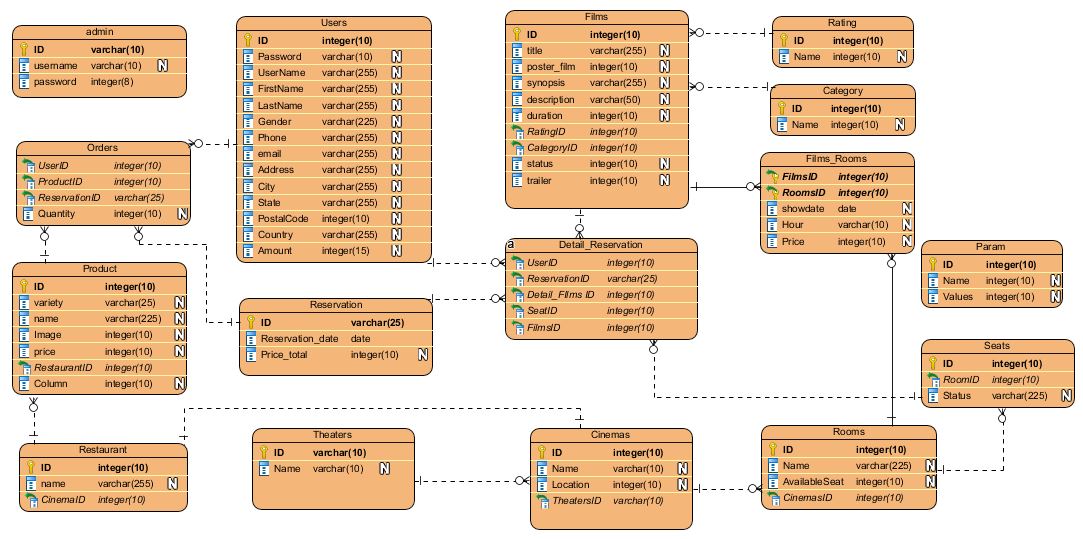 admin
ID varchar(10)
username varchar(10) N
password integer(8)
Users
ID integer(10)
Password varchar(10) N
UserName varchar(255) N
FirstName varchar(255) N
LastName varchar(255) N
Gender varchar(225) N
Phone varchar(255) N
email varchar(255) N
Address varchar(255) N
City varchar(255) N
State varchar(255) N
PostalCode integer(10) N
Country varchar(255) N
Amount integer(15) N
Films
ID integer(10)
title varchar(255) N
poster_film integer(10) N
synopsis varchar(255) N
description varchar(50) N
duration integer(10) N
RatingID integer(10)
CategoryID integer(10)
status integer(10) N
trailer integer(10) N
Rating
ID integer(10)
Name integer(10) N
Category
ID integer(10)
Name integer(10) N
Orders
UserID integer(10)
ProductID integer(10)
ReservationID varchar(25)
Quantity integer(10) N
Films_Rooms
FilmsID integer(10)
RoomsID integer(10)
showdate date N
Hour varchar(10) N
Price integer(10) N
a
Detail_Reservation
UserID integer(10)
ReservationID varchar(25)
Detail_FIlms ID integer(10)
SeatID integer(10)
FilmsID integer(10)
Param
ID integer(10)
Name integer(10) N
Values integer(10) N
Product
ID integer(10)
variety varchar(25) N
name varchar(225) N
Image integer(10) N
price integer(10) N
RestaurantID integer(10)
Column integer(10) N
Reservation
ID varchar(25)
Reservation_date date
Price_total integer(10) N
Seats
ID integer(10)
RoomID integer(10)
Status varchar(225) N
Restaurant
ID integer(10)
name varchar(255) N
CinemaID integer(10)
Theaters
ID varchar(10)
Name varchar(10) N
Cinemas
ID integer(10)
Name varchar(10) N
Location integer(10) N
TheatersID varchar(10)
Rooms
ID integer(10)
Name varchar(225) N
AvailableSeat integer(10) N
CinemasID integer(10)